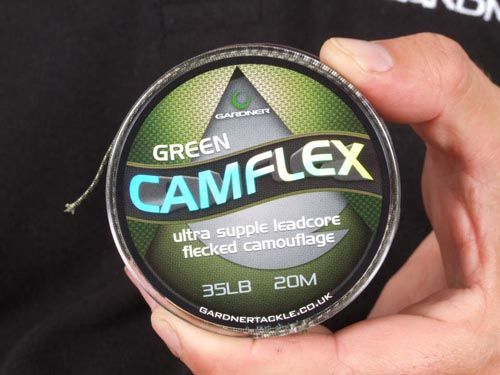 GARDNER
GREEN
CAMFLEX
ultra supple leadcore
flecked camouflage
35LB 20M
GARDNERTACKLE.CO.UK